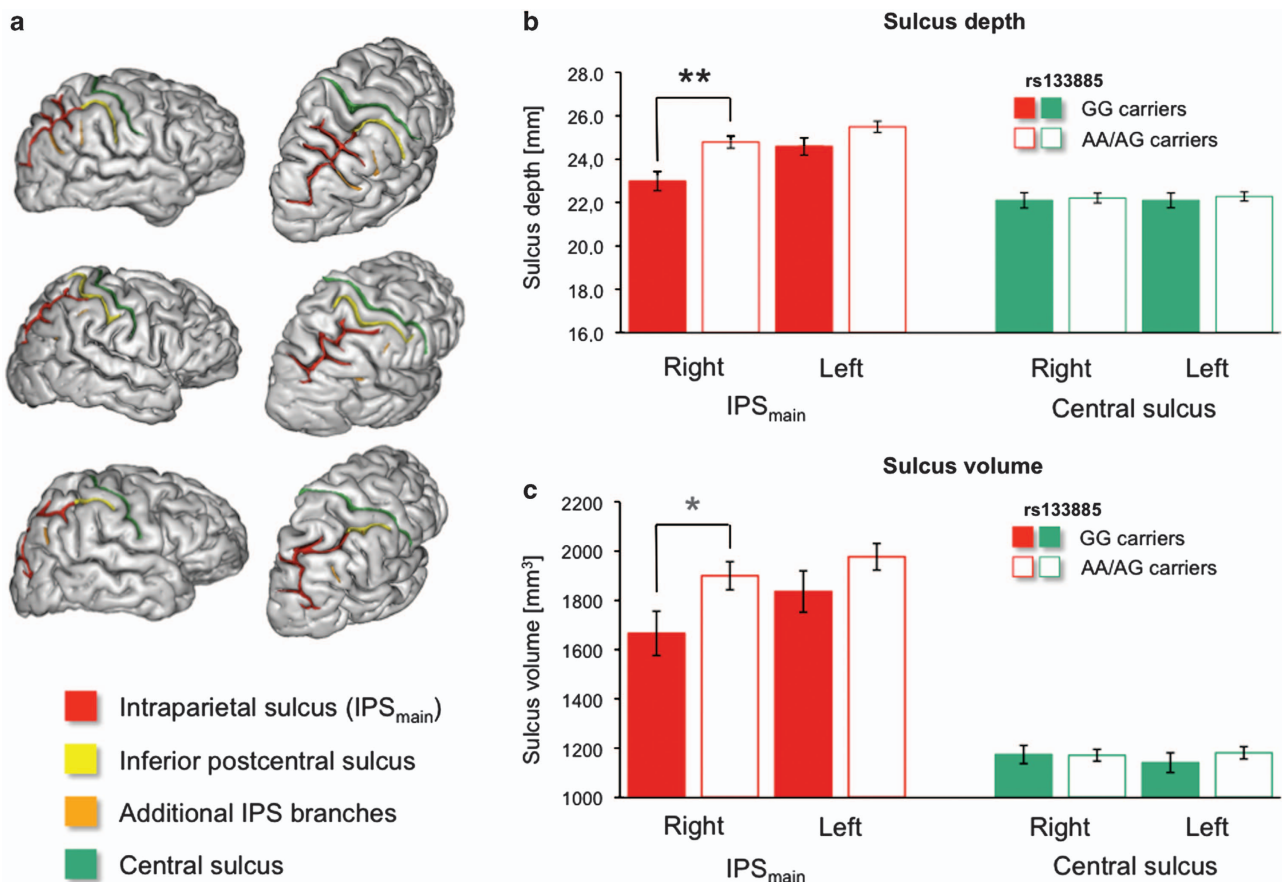 a
Intraparietal sulcus (IPSmain)
Inferior postcentral sulcus
Additional IPS branches
Central sulcus
b
Sulcus depth
Sulcus depth [mm]
28.0
26.0
24.0
22,0
20,0
18.0
16.0
**
rs133885
GG carriers
AA/AG carriers
Right
Left
Right
Left
IPSmain
Central sulcus
c
Sulcus volume
Sulcus volume [mm³]
2200
2000
1800
1600
1400
1200
1000
*
rs133885
GG carriers
AA/AG carriers
Right
Left
Right
Left
IPSmain
Central sulcus